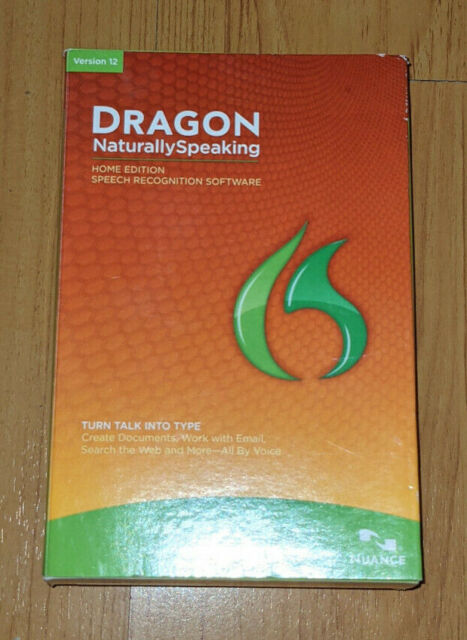 Version 12
DRAGON
NaturallySpeaking
HOME EDITION
SPEECH RECOGNITION SOFTWARE
TURN TALK INTO TYPE
Create Documents, Work with Email,
Search the Web and More—All By Voice
NUANCE